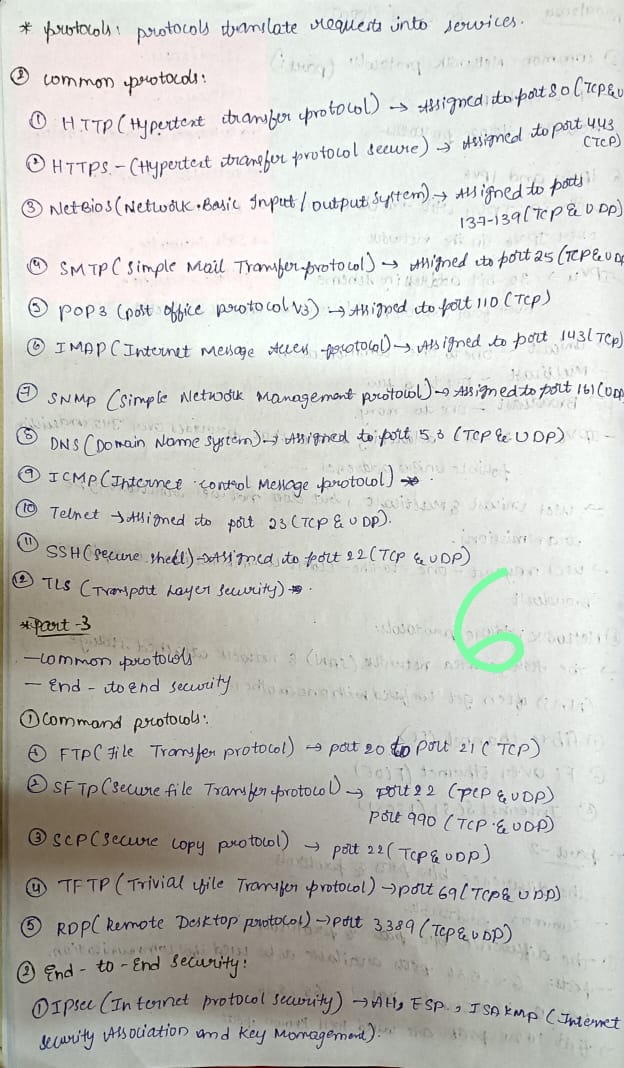 * protocols: protocols translate requests into services.
② common protocols:
① HTTP (Hypertext transfer protocol) → Assigned to port 80 (TCP & U
② HTTPS - (Hypertext transfer protocol secure) → Assigned to port 443
(TCP)
③ NetBios (Network Basic Input / output System) → Assigned to ports
137-139 (TCP & UDP)
④ SMTP (Simple Mail Transfer protocol) → Assigned to port 25 (TCP & UDP
⑤ POP3 (post office protocol V3) → Assigned to port 110 (TCP)
⑥ IMAP (Internet Message Access protocol) → Assigned to port 143 (TCP)
⑦ SNMP (Simple Network Management protocol) → Assigned to port 161 (UDP
⑧ DNS (Domain Name System) → Assigned to port 53 (TCP & UDP)
⑨ ICMP (Internet control Message protocol) → .
⑩ Telnet → Assigned to port 23 (TCP & UDP).
⑪ SSH (secure shell) → Assigned to port 22 (TCP & UDP)
⑫ TLS (Transport Layer Security) → .
* Part -3
6
- common protocols
- End - to End security
① Command protocols:
① FTP (File Transfer protocol) → port 20 to port 21 (TCP)
② SFTP (Secure file Transfer protocol) → port 22 (TCP & UDP)
port 990 (TCP & UDP)
③ SCP (Secure copy protocol) → port 22 (TCP & UDP)
④ TFTP (Trivial file Transfer protocol) → port 69 (TCP & UDP)
⑤ RDP (Remote Desktop protocol) → port 3389 (TCP & UDP)
② End - to - End Security:
① IPsec (Internet protocol security) → AH, ESP, ISAKMP (Internet
security Association and Key Management).